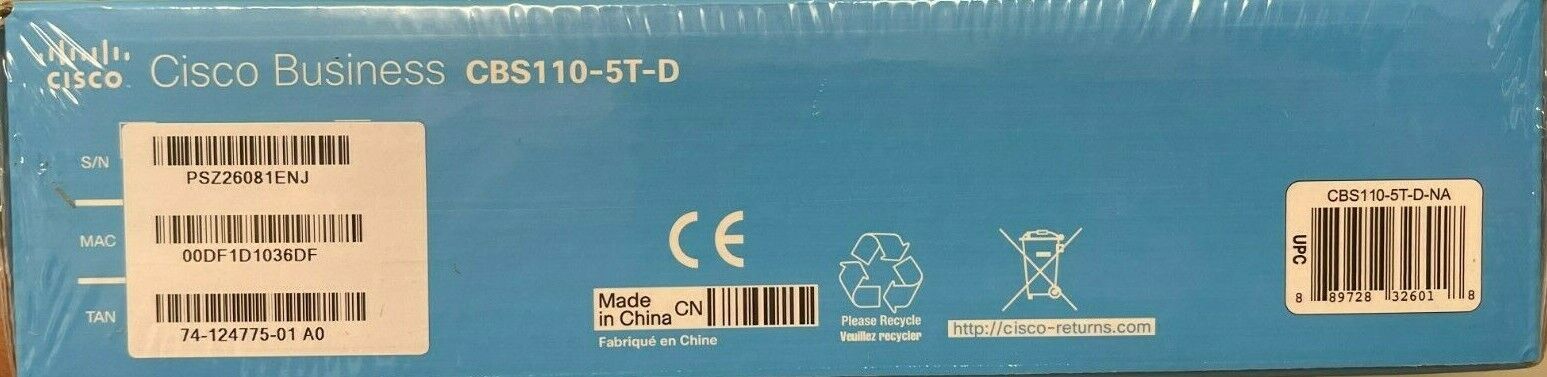 CISCO
Cisco Business CBS110-5T-D
S/N
PSZ26081ENJ
MAC
00DF1D1036DF
TAN
74-124775-01 A0
Made
in China CN
Fabriqué en Chine
Please Recycle
Veuillez recycler
http://cisco-returns.com
CBS110-5T-D-NA
UPC
8 89728 32601 8